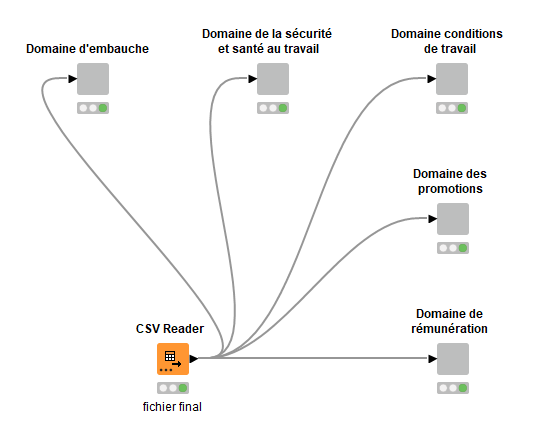 Domaine d'embauche
Domaine de la sécurité
et santé au travail
Domaine conditions
de travail
Domaine des
promotions
Domaine de
rémunération
CSV Reader
fichier final